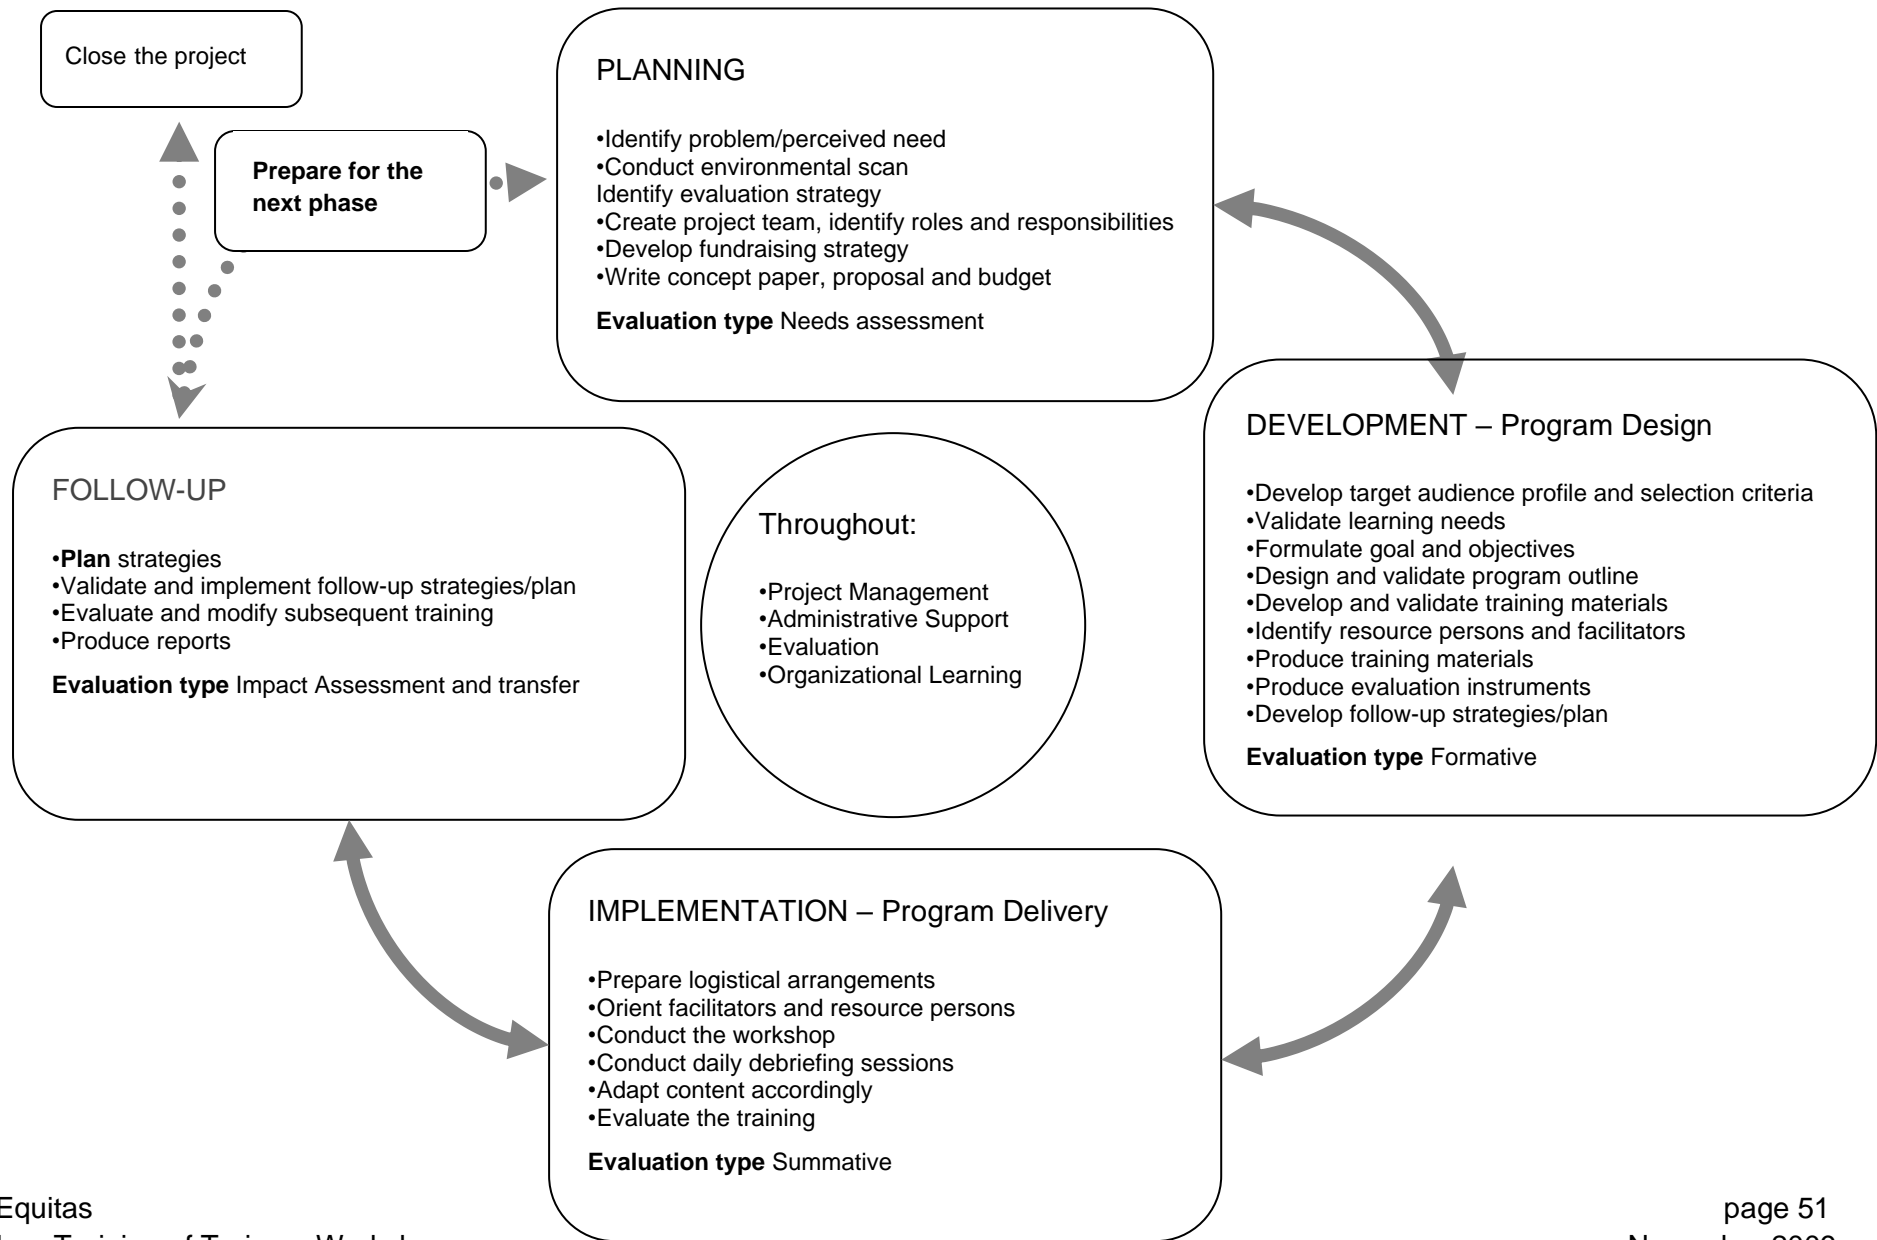 Close the project
Prepare for the
next phase
PLANNING
•Identify problem/perceived need
•Conduct environmental scan
Identify evaluation strategy
•Create project team, identify roles and responsibilities
•Develop fundraising strategy
•Write concept paper, proposal and budget
Evaluation type Needs assessment
DEVELOPMENT – Program Design
•Develop target audience profile and selection criteria
•Validate learning needs
•Formulate goal and objectives
•Design and validate program outline
•Develop and validate training materials
•Identify resource persons and facilitators
•Produce training materials
•Produce evaluation instruments
•Develop follow-up strategies/plan
Evaluation type Formative
FOLLOW-UP
•Plan strategies
•Validate and implement follow-up strategies/plan
•Evaluate and modify subsequent training
•Produce reports
Evaluation type Impact Assessment and transfer
Throughout:
•Project Management
•Administrative Support
•Evaluation
•Organizational Learning
IMPLEMENTATION – Program Delivery
•Prepare logistical arrangements
•Orient facilitators and resource persons
•Conduct the workshop
•Conduct daily debriefing sessions
•Adapt content accordingly
•Evaluate the training
Evaluation type Summative
Equitas
page 51